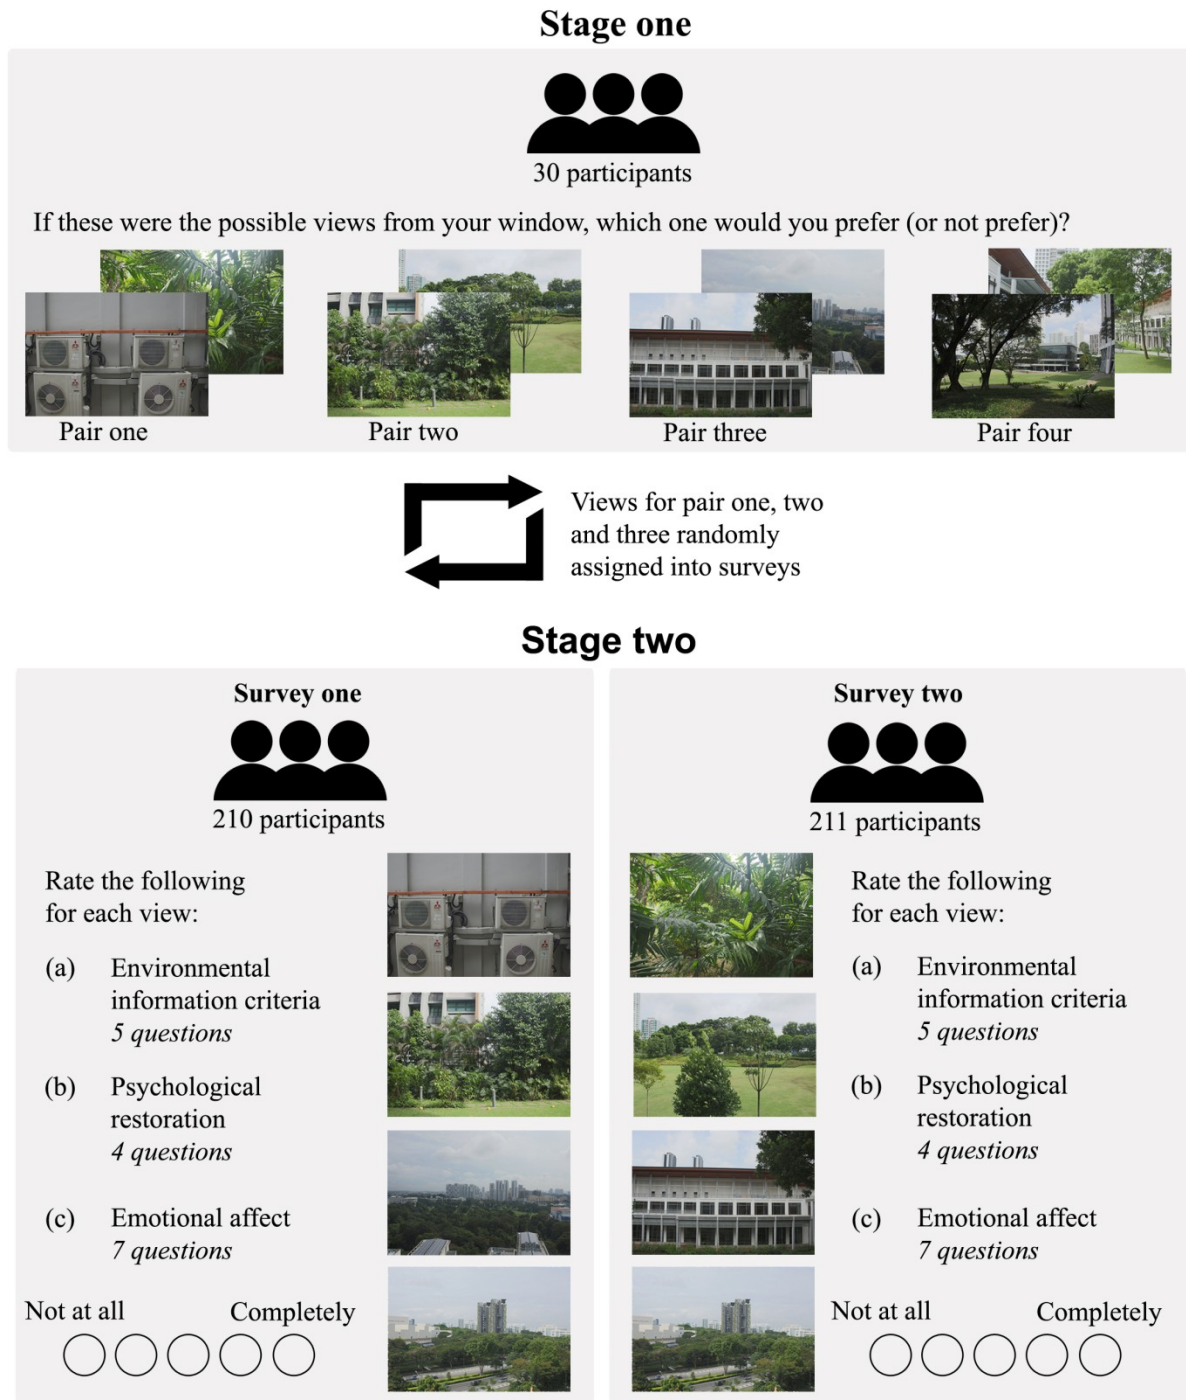 Stage one
30 participants
If these were the possible views from your window, which one would you prefer (or not prefer)?
Pair one
Pair two
Pair three
Pair four
Views for pair one, two
and three randomly
assigned into surveys
Stage two
Survey one
210 participants
Rate the following
for each view:
(a) Environmental
information criteria
5 questions
(b) Psychological
restoration
4 questions
(c) Emotional affect
7 questions
Not at all Completely
Survey two
211 participants
Rate the following
for each view:
(a) Environmental
information criteria
5 questions
(b) Psychological
restoration
4 questions
(c) Emotional affect
7 questions
Not at all Completely